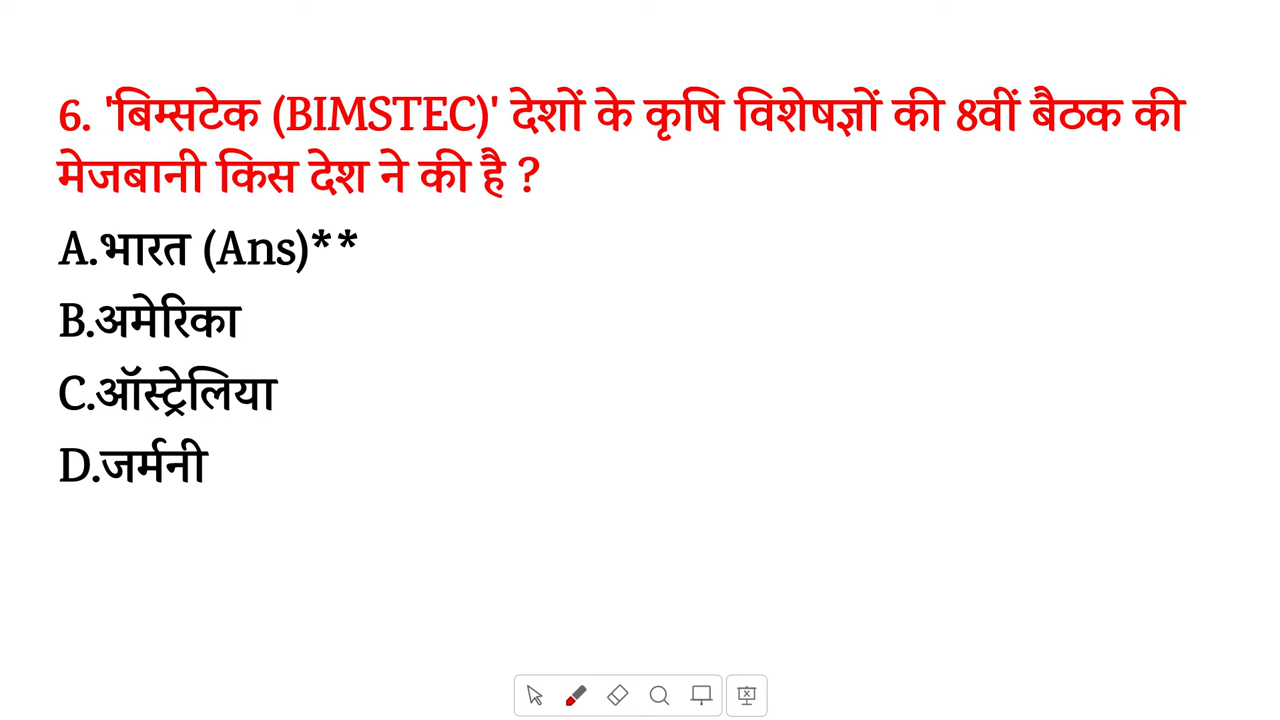 6. 'बिम्सटेक (BIMSTEC)' देशों के कृषि विशेषज्ञों की 8वीं बैठक की
मेजबानी किस देश ने की है ?
A.भारत (Ans)**
B.अमेरिका
C.ऑस्ट्रेलिया
D.जर्मनी